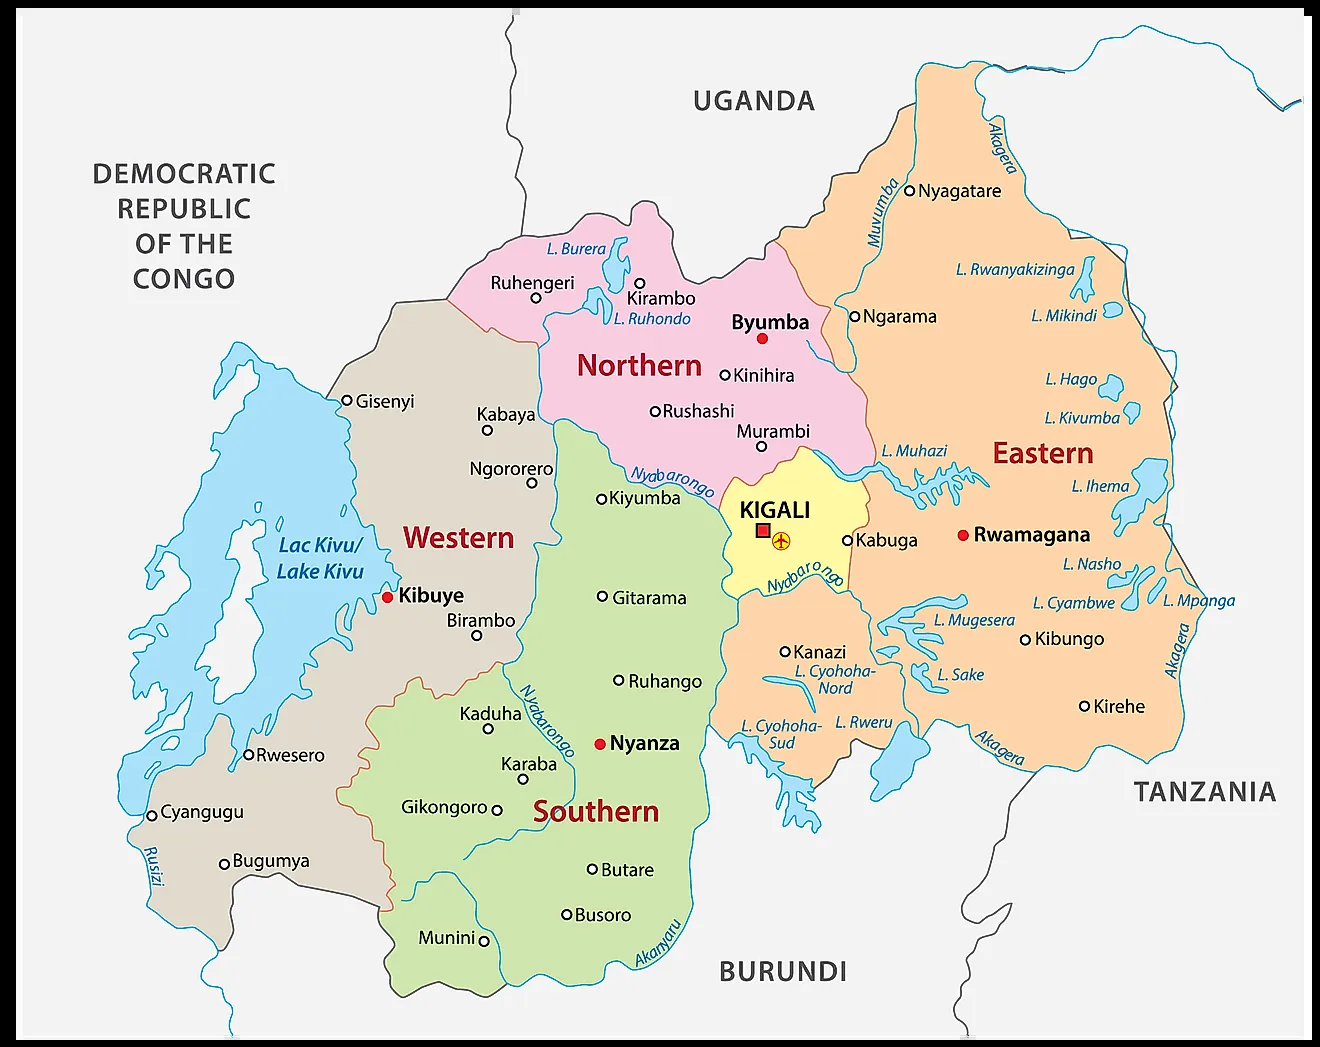 UGANDA
DEMOCRATIC
REPUBLIC
OF THE
CONGO
Akagera
Muvumba
Nyagatare
L. Burera
L. Rwanyakizinga
Ruhengeri
Kirambo
L. Ruhondo
Byumba
Ngarama
L. Mikindi
Northern
Kinihira
L. Hago
Gisenyi
Kabaya
Rushashi
L. Kivumba
Murambi
L. Muhazi
Eastern
Ngororero
Nyabarongo
L. Ihema
Kiyumba
KIGALI
Western
Lac Kivu/
Lake Kivu
Kabuga
Rwamagana
L. Nasho
Nyabarongo
Kibuye
Gitarama
L. Cyambwe
L. Mpanga
Birambo
L. Mugesera
Kibungo
Akagera
Kanazi
L. Cyohoha-
Nord
L. Sake
Ruhango
Nyabarongo
Kaduha
Kirehe
L. Cyohoha-
Sud
L. Rweru
Nyanza
Akagera
Rwesero
Karaba
TANZANIA
Gikongoro
Southern
Cyangugu
Rusizi
Bugumya
Butare
Busoro
Munini
Akanyaru
BURUNDI